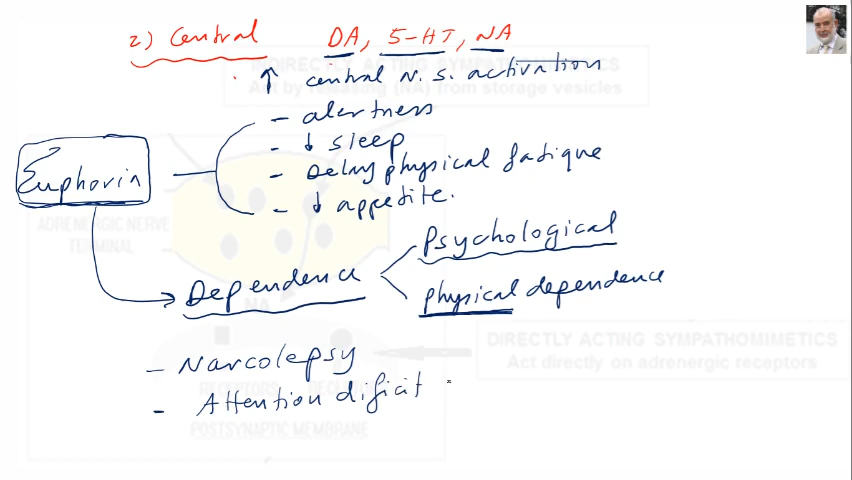 2) Central DA, 5-HT, NA
INDIRECTLY ACTING SYMPATHOMIMETICS
↑ central N.S. activation
Act by releasing (NA) from storage vesicles
- alertness
- ↓ sleep
- Delay physical fatique
Euphoria
- ↓ appetite.
ADRENERGIC NERVE
TERMINAL
Psychological
Dependence
NA
physical dependence
DIRECTLY ACTING SYMPATHOMIMETICS
Act directly on adrenergic receptors
- Narcolepsy
- Attention dificit
POSTSYNAPTIC MEMBRANE